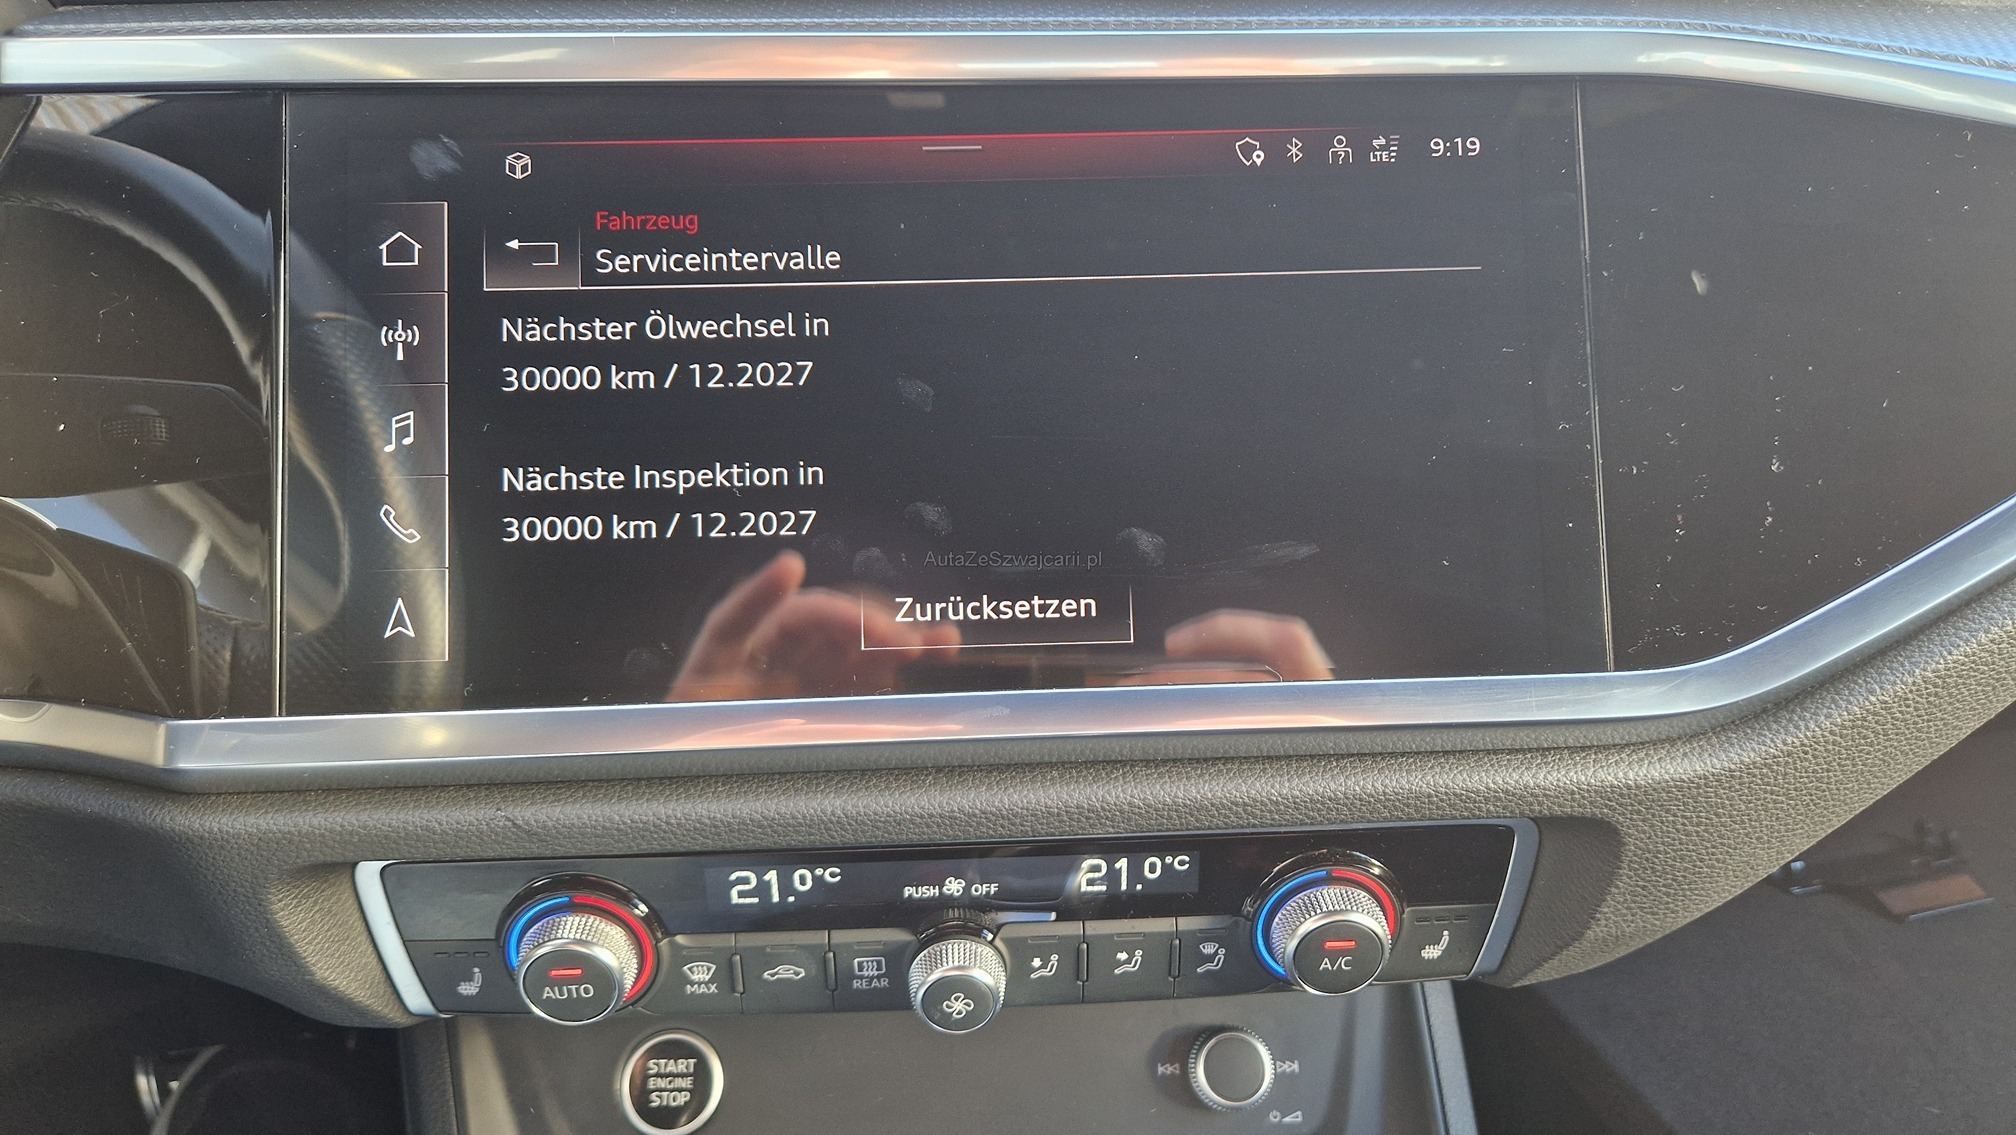 LTE
9:19
Fahrzeug
Serviceintervalle
Nächster Ölwechsel in
30000 km / 12.2027
Nächste Inspektion in
30000 km / 12.2027
AutaZeSzwajcarii.pl
Zurücksetzen
21.0°C
PUSH OFF
21.0°C
AUTO
MAX
REAR
A/C
START
ENGINE
STOP